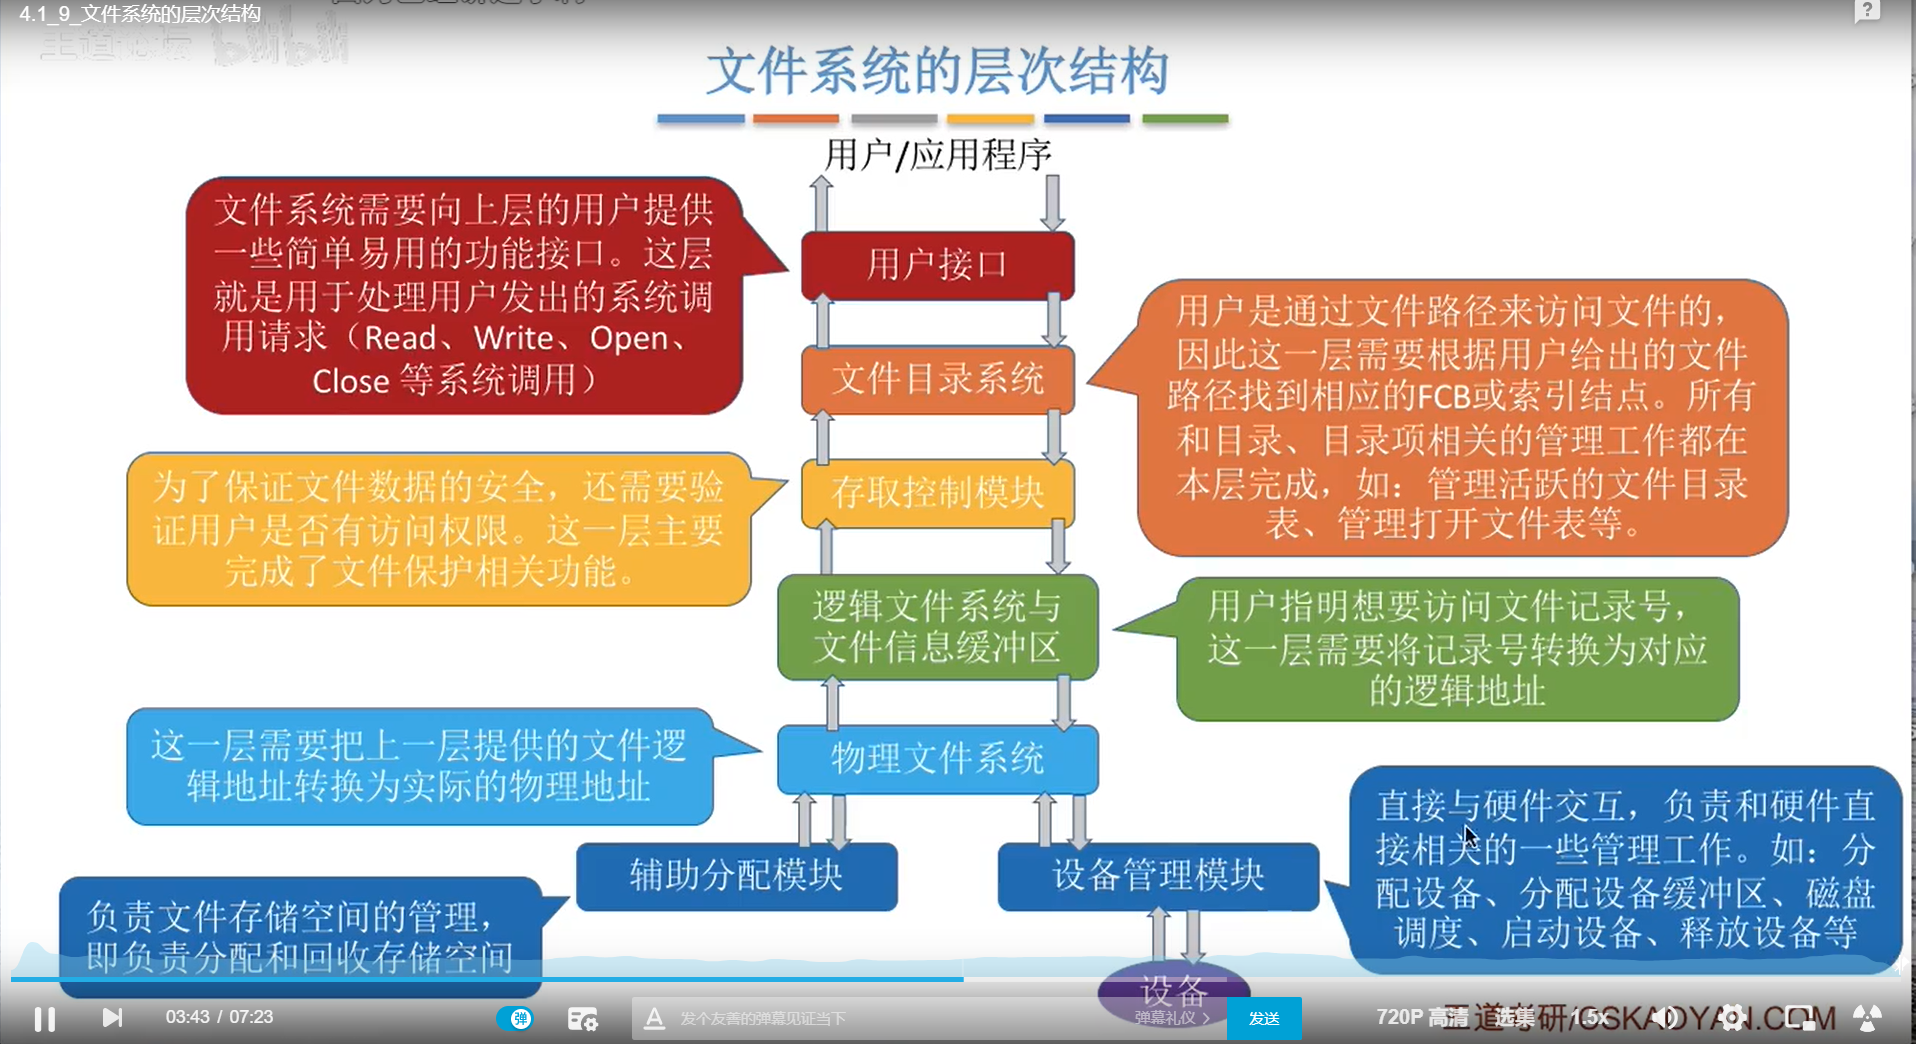 4.1_9_文件系统的层次结构
王道论坛
bilibili
文件系统的层次结构
用户/应用程序
文件系统需要向上层的用户提供
一些简单易用的功能接口。这层
就是用于处理用户发出的系统调
用请求（Read、Write、Open、
Close 等系统调用）
用户接口
用户是通过文件路径来访问文件的，
因此这一层需要根据用户给出的文件
路径找到相应的FCB或索引结点。所有
和目录、目录项相关的管理工作都在
本层完成，如：管理活跃的文件目录
表、管理打开文件表等。
文件目录系统
为了保证文件数据的安全，还需要验
证用户是否有访问权限。这一层主要
完成了文件保护相关功能。
存取控制模块
逻辑文件系统与
文件信息缓冲区
用户指明想要访问文件记录号，
这一层需要将记录号转换为对应
的逻辑地址
这一层需要把上一层提供的文件逻
辑地址转换为实际的物理地址
物理文件系统
辅助分配模块
设备管理模块
直接与硬件交互，负责和硬件直
接相关的一些管理工作。如：分
配设备、分配设备缓冲区、磁盘
调度、启动设备、释放设备等
负责文件存储空间的管理，
即负责分配和回收存储空间
设备
王道考研/CSKAOYAN.COM
03:43 / 07:23
弹
发个友善的弹幕见证当下
弹幕礼仪 >
发送
720P 高清
选集
1.5x